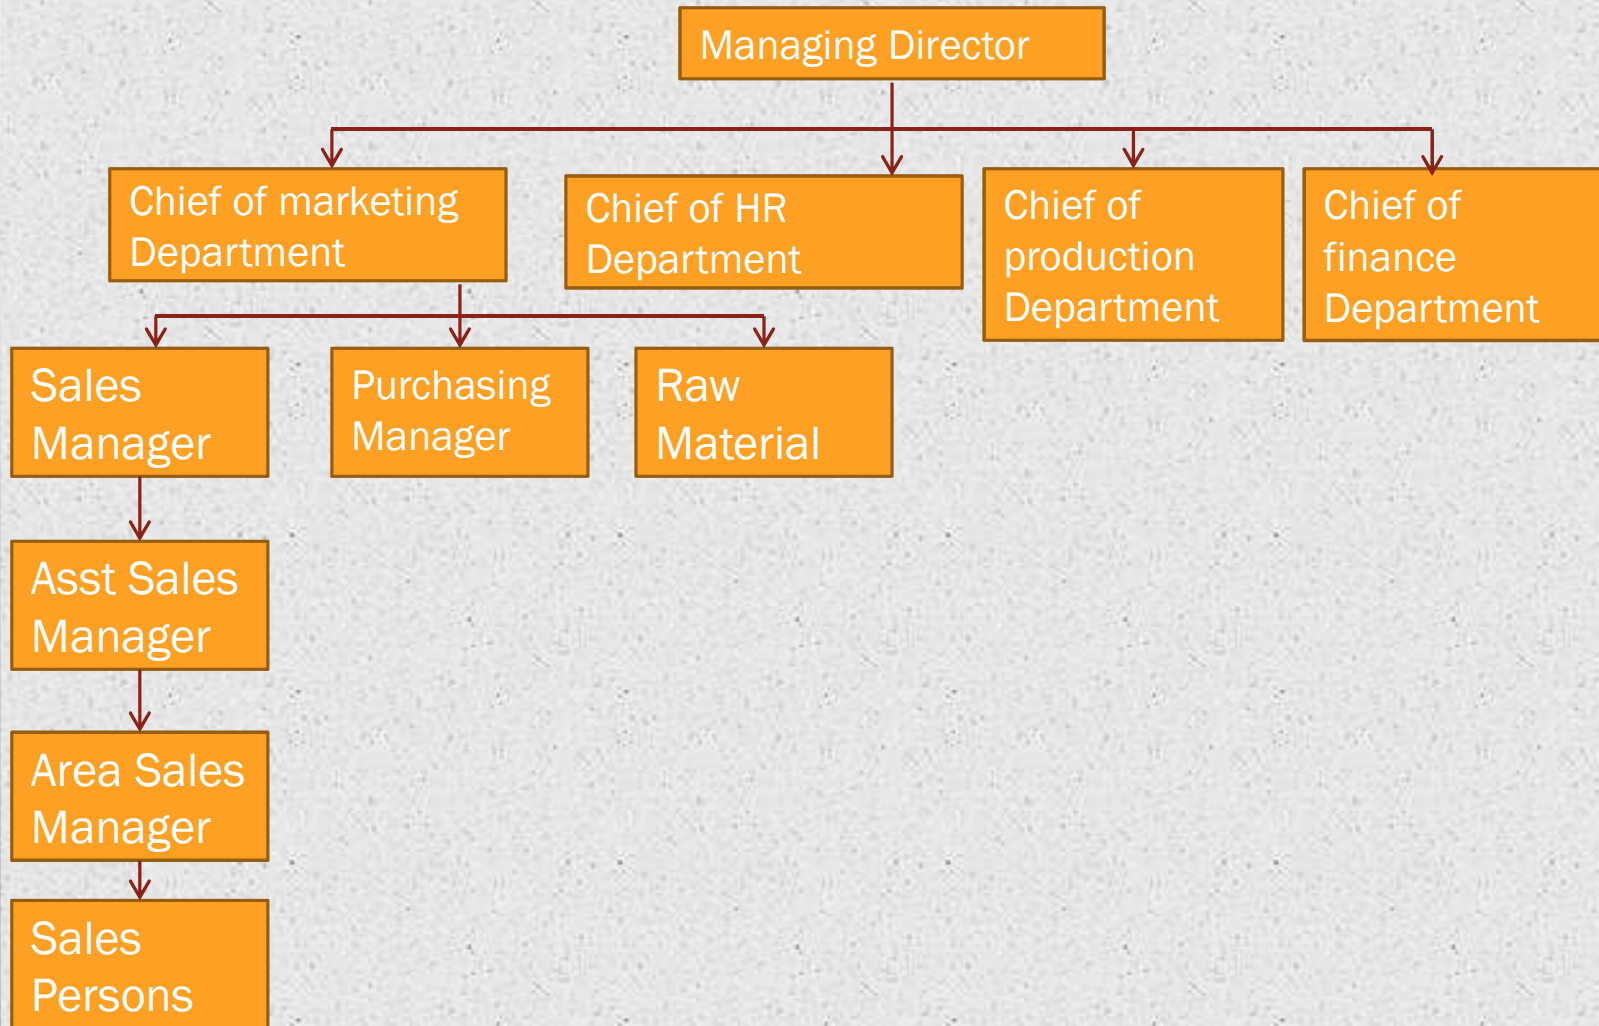 Managing Director
Chief of marketing
Department
Chief of HR
Department
Chief of
production
Department
Chief of
finance
Department
Sales
Manager
Purchasing
Manager
Raw
Material
Asst Sales
Manager
Area Sales
Manager
Sales
Persons